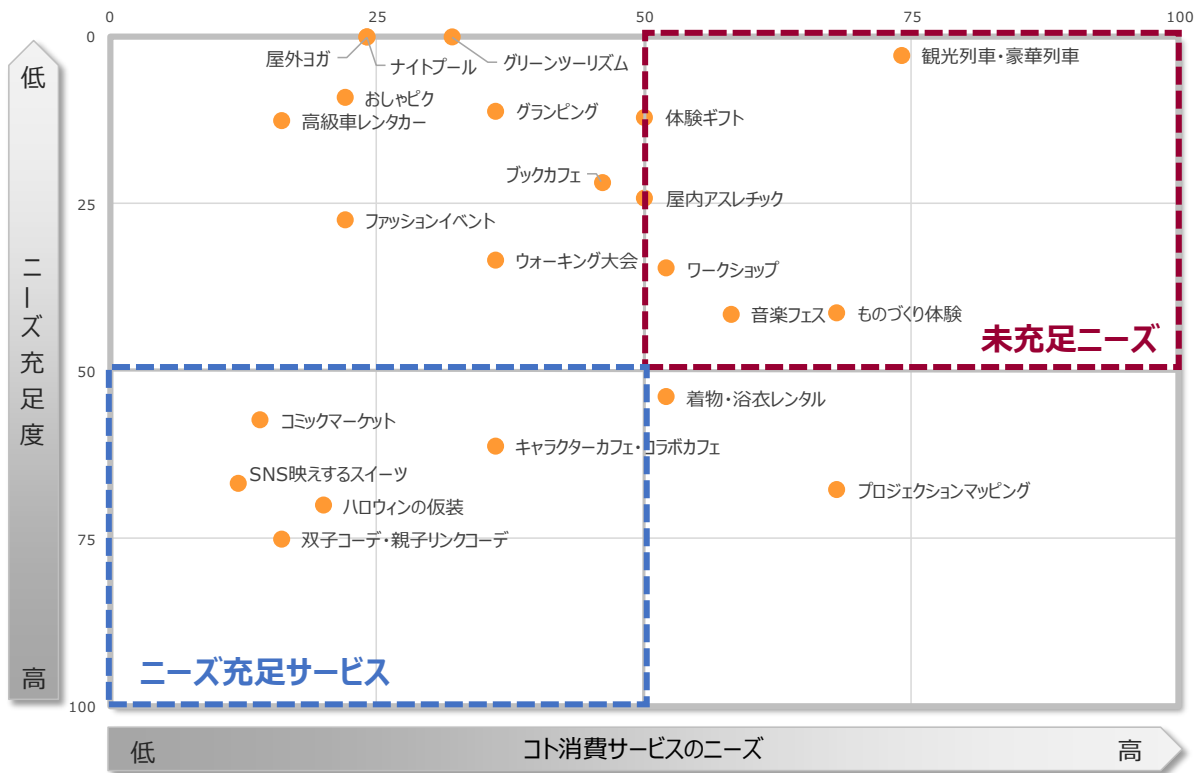 0
25
50
75
100
0
25
50
75
100
低
ニーズ充足度
高
屋外ヨガ
ナイトプール
グリーンツーリズム
観光列車・豪華列車
おしゃピク
高級車レンタカー
グランピング
体験ギフト
ブックカフェ
屋内アスレチック
ファッションイベント
ウォーキング大会
ワークショップ
音楽フェス
ものづくり体験
未充足ニーズ
着物・浴衣レンタル
コミックマーケット
キャラクターカフェ・コラボカフェ
SNS映えするスイーツ
ハロウィンの仮装
プロジェクションマッピング
双子コーデ・親子リンクコーデ
ニーズ充足サービス
低
コト消費サービスのニーズ
高